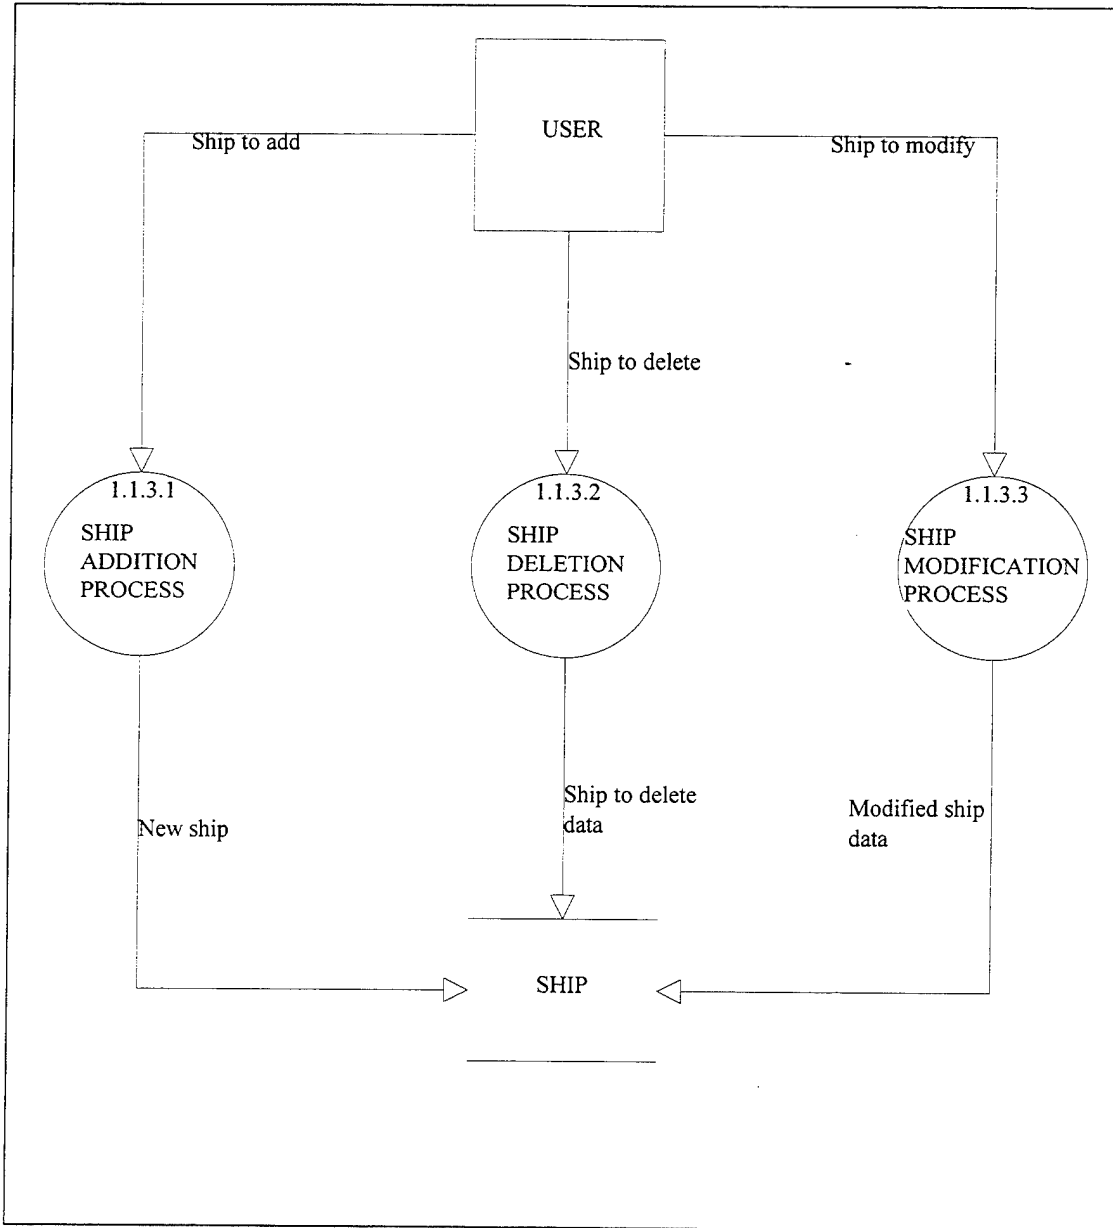 USER
Ship to add
Ship to modify
Ship to delete
1.1.3.1
SHIP
ADDITION
PROCESS
1.1.3.2
SHIP
DELETION
PROCESS
1.1.3.3
SHIP
MODIFICATION
PROCESS
New ship
Ship to delete
data
Modified ship
data
SHIP